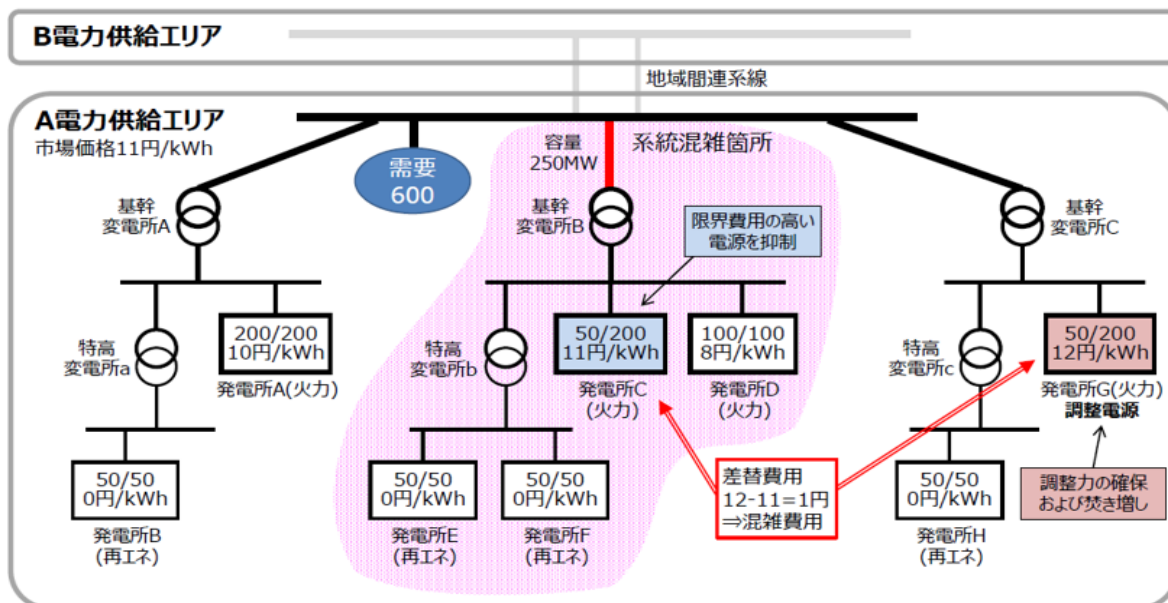 B電力供給エリア
地域間連系線
A電力供給エリア
市場価格11円/kWh
需要
600
容量
250MW
系統混雑箇所
基幹
変電所A
基幹
変電所B
基幹
変電所C
限界費用の高い
電源を抑制
特高
変電所a
200/200
10円/kWh
発電所A(火力)
特高
変電所b
50/200
11円/kWh
発電所C
(火力)
100/100
8円/kWh
発電所D
(火力)
特高
変電所c
50/200
12円/kWh
発電所G(火力)
調整電源
50/50
0円/kWh
発電所B
(再エネ)
50/50
0円/kWh
発電所E
(再エネ)
50/50
0円/kWh
発電所F
(再エネ)
差替費用
12-11=1円
⇒混雑費用
50/50
0円/kWh
発電所H
(再エネ)
調整力の確保
および焚き増し